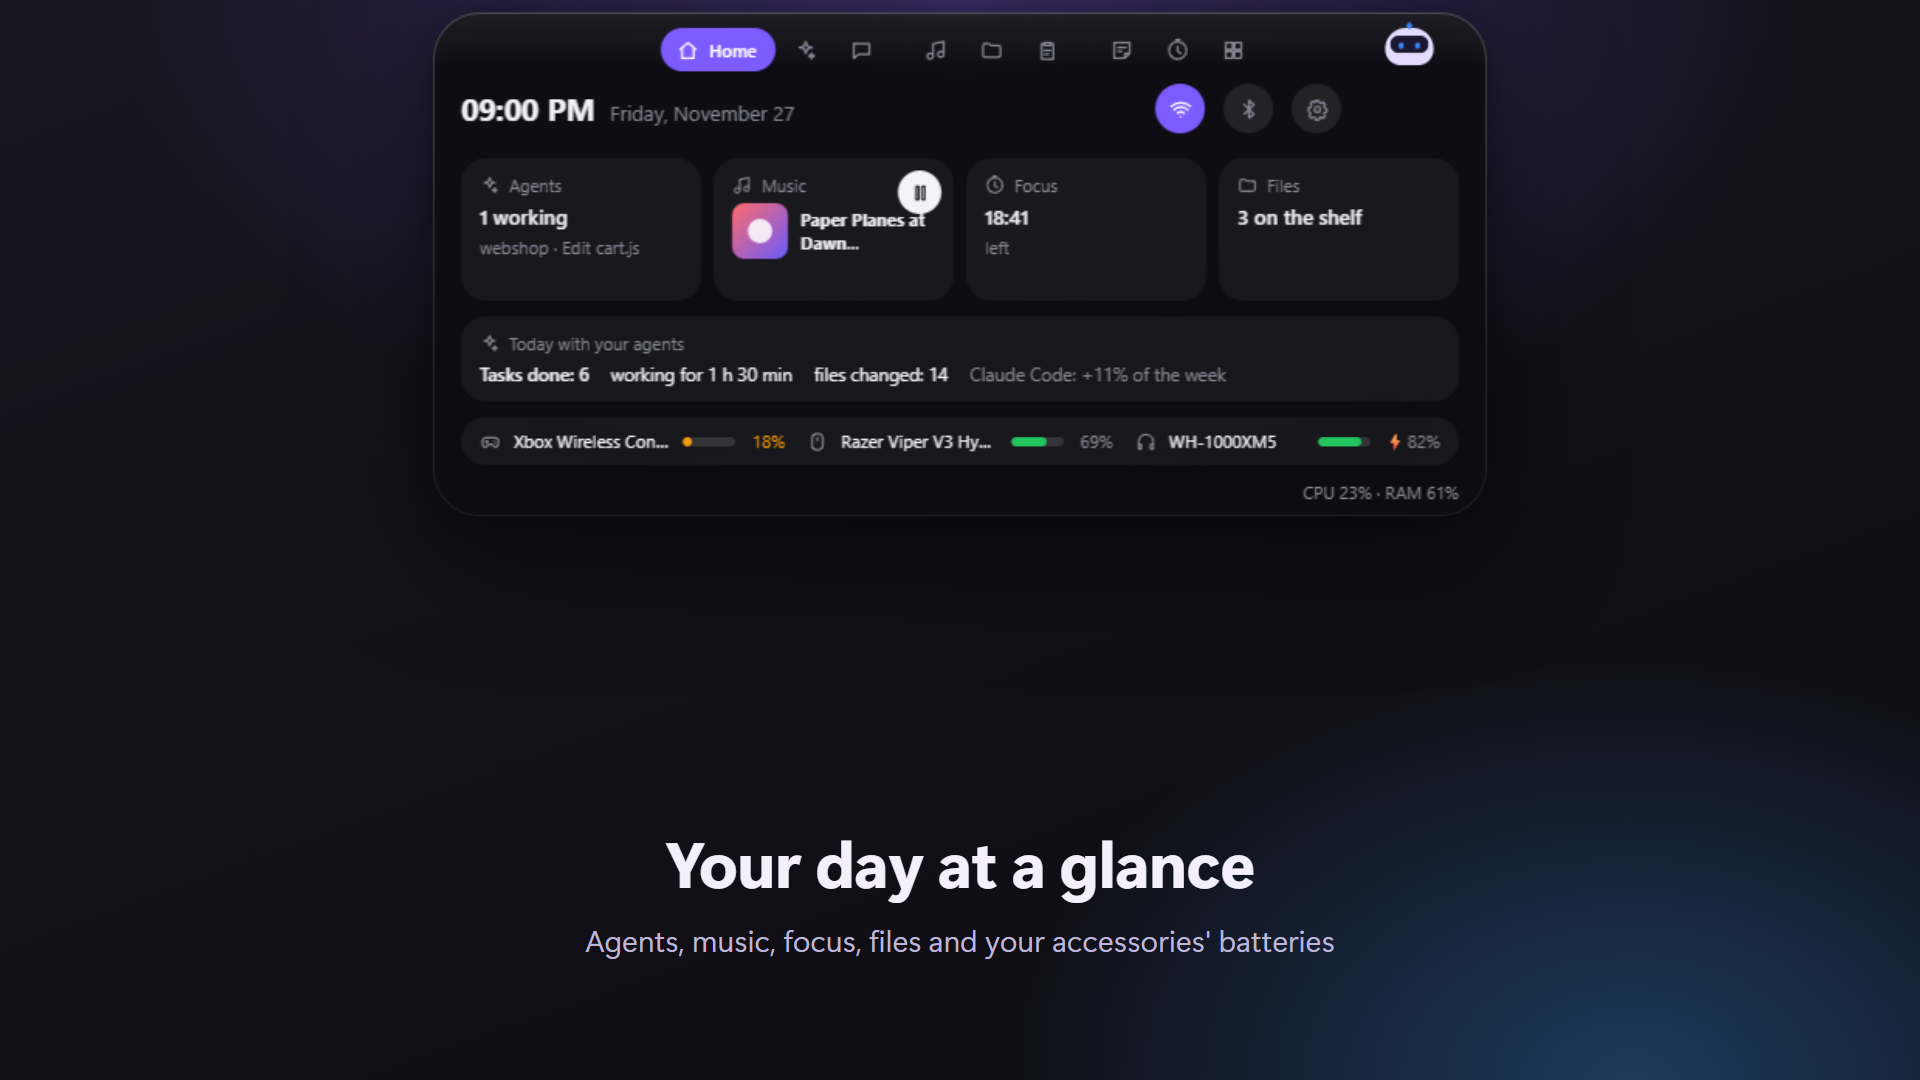 Home
09:00 PM Friday, November 27
Agents
1 working
webshop · Edit cart.js
Music
Paper Planes at
Dawn...
Focus
18:41
left
Files
3 on the shelf
Today with your agents
Tasks done: 6 working for 1 h 30 min files changed: 14 Claude Code: +11% of the week
Xbox Wireless Con... 18% Razer Viper V3 Hy... 69% WH-1000XM5 82%
CPU 23% · RAM 61%
Your day at a glance
Agents, music, focus, files and your accessories' batteries